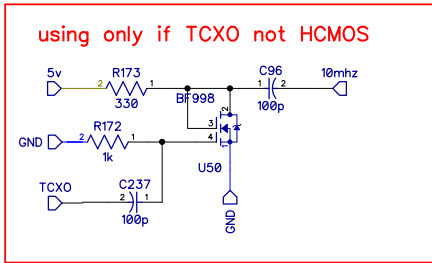 using only if TCXO not HCMOS
5v
2
R173
1
330
BF998
C96
1
2
100p
10mhz
2
3
4
1
U50
GND
2
R172
1
1k
TCXO
C237
2
1
100p
GND